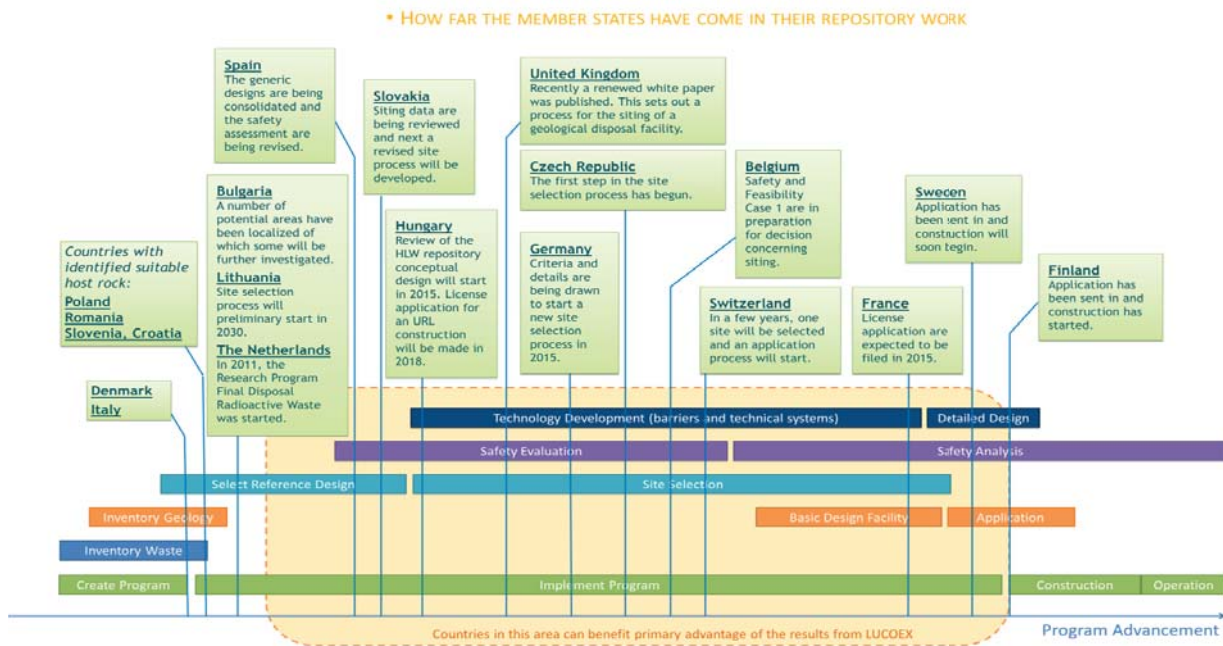 • HOW FAR THE MEMBER STATES HAVE COME IN THEIR REPOSITORY WORK
Spain
The generic
designs are being
consolidated and
the safety
assessment are
being revised.
Slovakia
Siting data are
being reviewed
and next a
revised site
process will be
developed.
United Kingdom
Recently a renewed white paper
was published. This sets out a
process for the siting of a
geological disposal facility.
Czech Republic
The first step in the site
selection process has begun.
Belgium
Safety and
Feasibility
Case 1 are in
preparation
for decision
concerning
siting.
Sweden
Application has
been sent in and
construction will
soon begin.
Bulgaria
A number of
potential areas have
been localized of
which some will be
further investigated.
Lithuania
Site selection
process will
preliminary start in
2030.
The Netherlands
In 2011, the
Research Program
Final Disposal
Radioactive Waste
was started.
Hungary
Review of the
HLW repository
conceptual
design will start
in 2015. License
application for
an URL
construction
will be made in
2018.
Germany
Criteria and
details are
being drawn
to start a
new site
selection
process in
2015.
Switzerland
In a few years, one
site will be selected
and an application
process will start.
France
License
application are
expected to be
filed in 2015.
Finland
Application has
been sent in and
construction has
started.
Countries with
identified suitable
host rock:
Poland
Romania
Slovenia, Croatia
Denmark
Italy
Technology Development (barriers and technical systems)
Detailed Design
Safety Evaluation
Safety Analysis
Select Reference Design
Site Selection
Inventory Geology
Basic Design Facility
Application
Inventory Waste
Create Program
Implement Program
Construction
Operation
Program Advancement
Countries in this area can benefit primary advantage of the results from LUCOEX